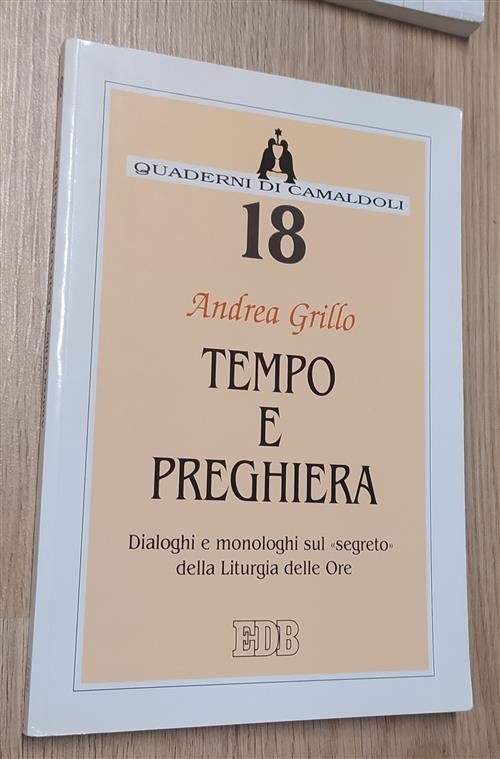 QUADERNI DI CAMALDOLI
18
Andrea Grillo
TEMPO
E
PREGHIERA
Dialoghi e monologhi sul «segreto»
della Liturgia delle Ore
EDB